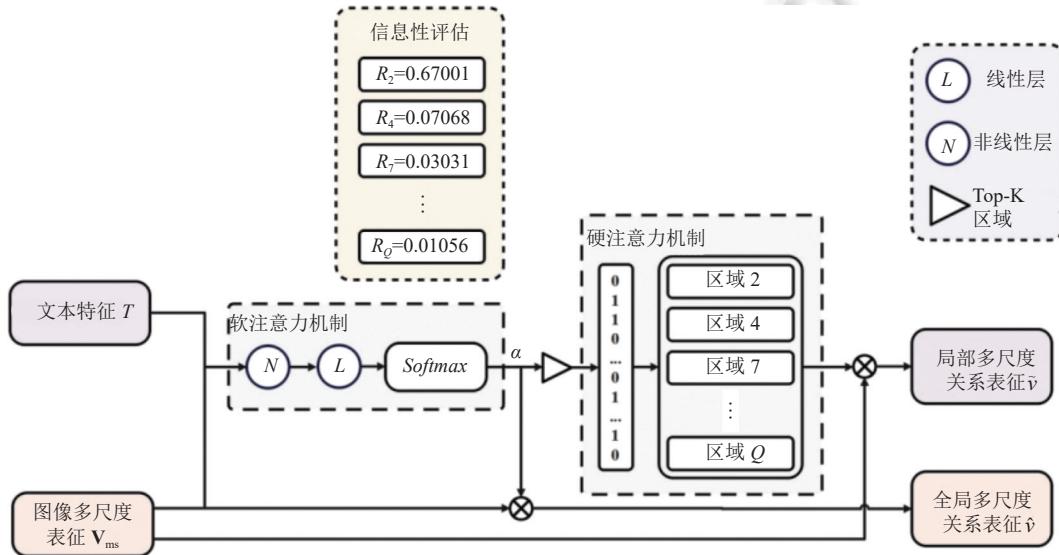 信息性评估
R₂=0.67001
R₄=0.07068
R₇=0.03031
⋮
R_Q=0.01056
L 线性层
N 非线性层
Top-K
区域
文本特征 T
图像多尺度
表征 V_ms
软注意力机制
N
L
Softmax
α
硬注意力机制
0
1
1
0
...
0
1
...
1
0
区域 2
区域 4
区域 7
⋮
区域 Q
局部多尺度
关系表征 ṽ
全局多尺度
关系表征 v̂